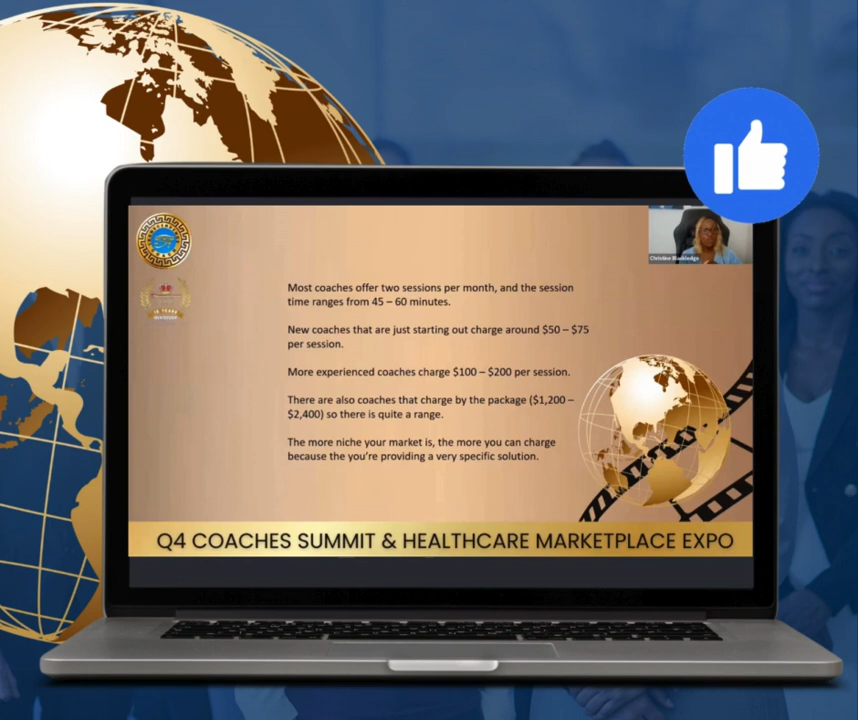 Christine Blackledge
Most coaches offer two sessions per month, and the session
time ranges from 45 – 60 minutes.
New coaches that are just starting out charge around $50 – $75
per session.
More experienced coaches charge $100 – $200 per session.
There are also coaches that charge by the package ($1,200 –
$2,400) so there is quite a range.
The more niche your market is, the more you can charge
because the you’re providing a very specific solution.
Q4 COACHES SUMMIT & HEALTHCARE MARKETPLACE EXPO